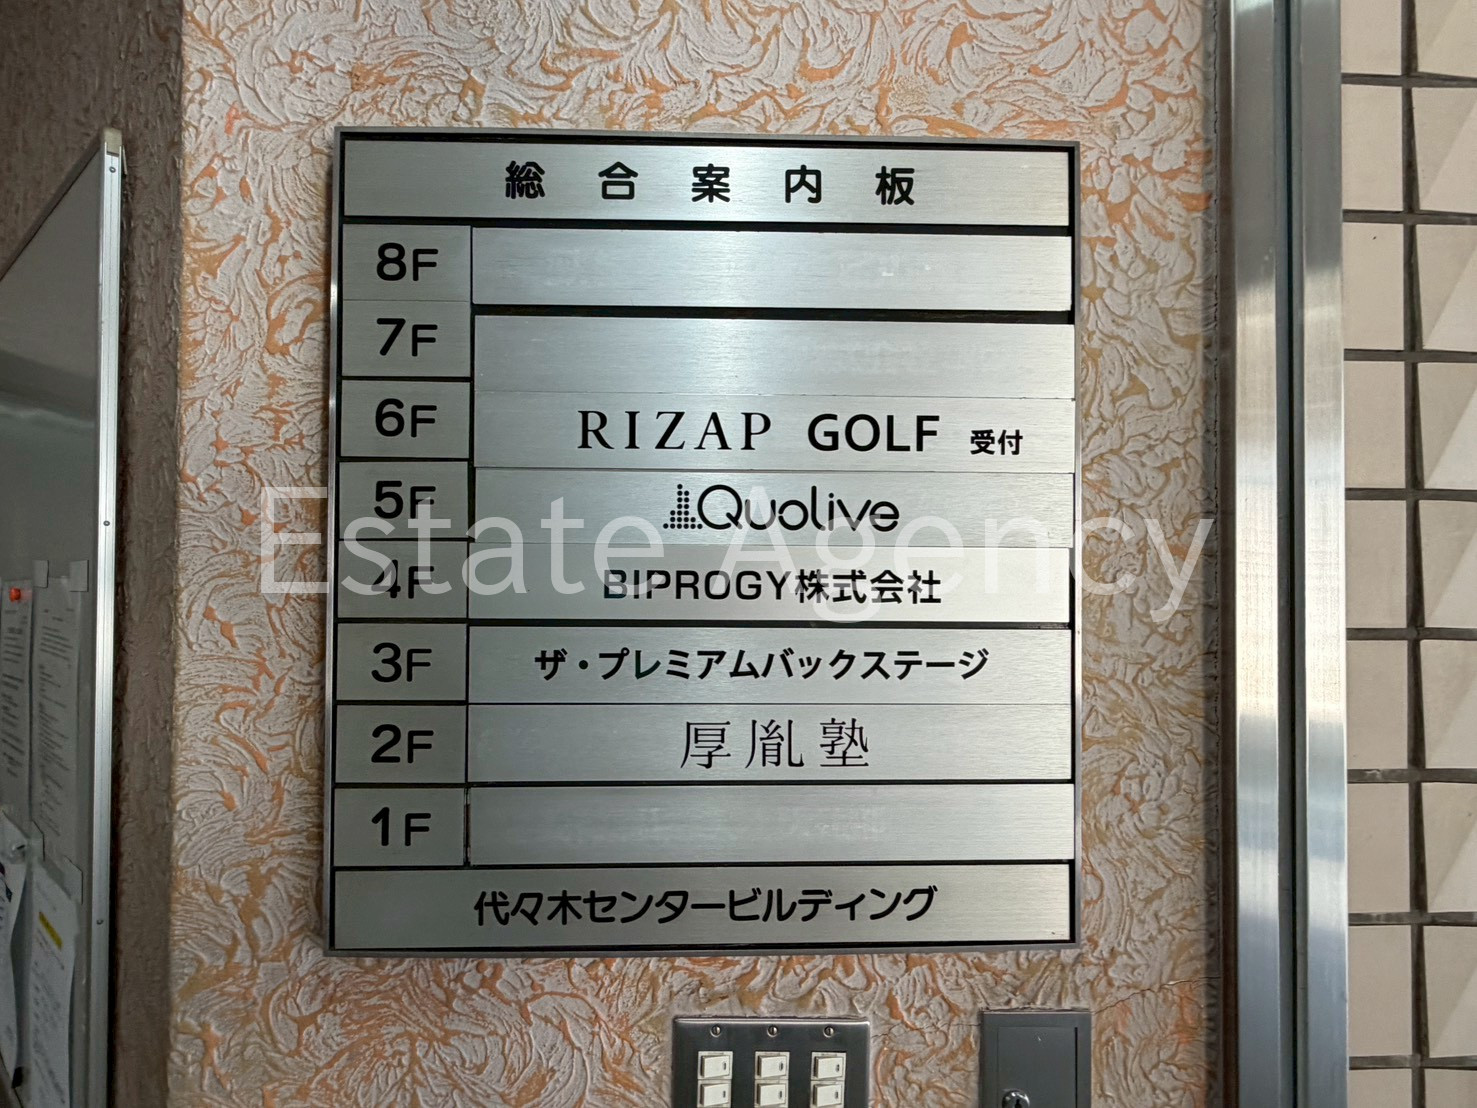 総合案内板
8F
7F
6F RIZAP GOLF 受付
5F Quolive
4F BIPROGY株式会社
3F ザ・プレミアムバックステージ
2F 厚胤塾
1F
代々木センタービルディング
Estate Agency